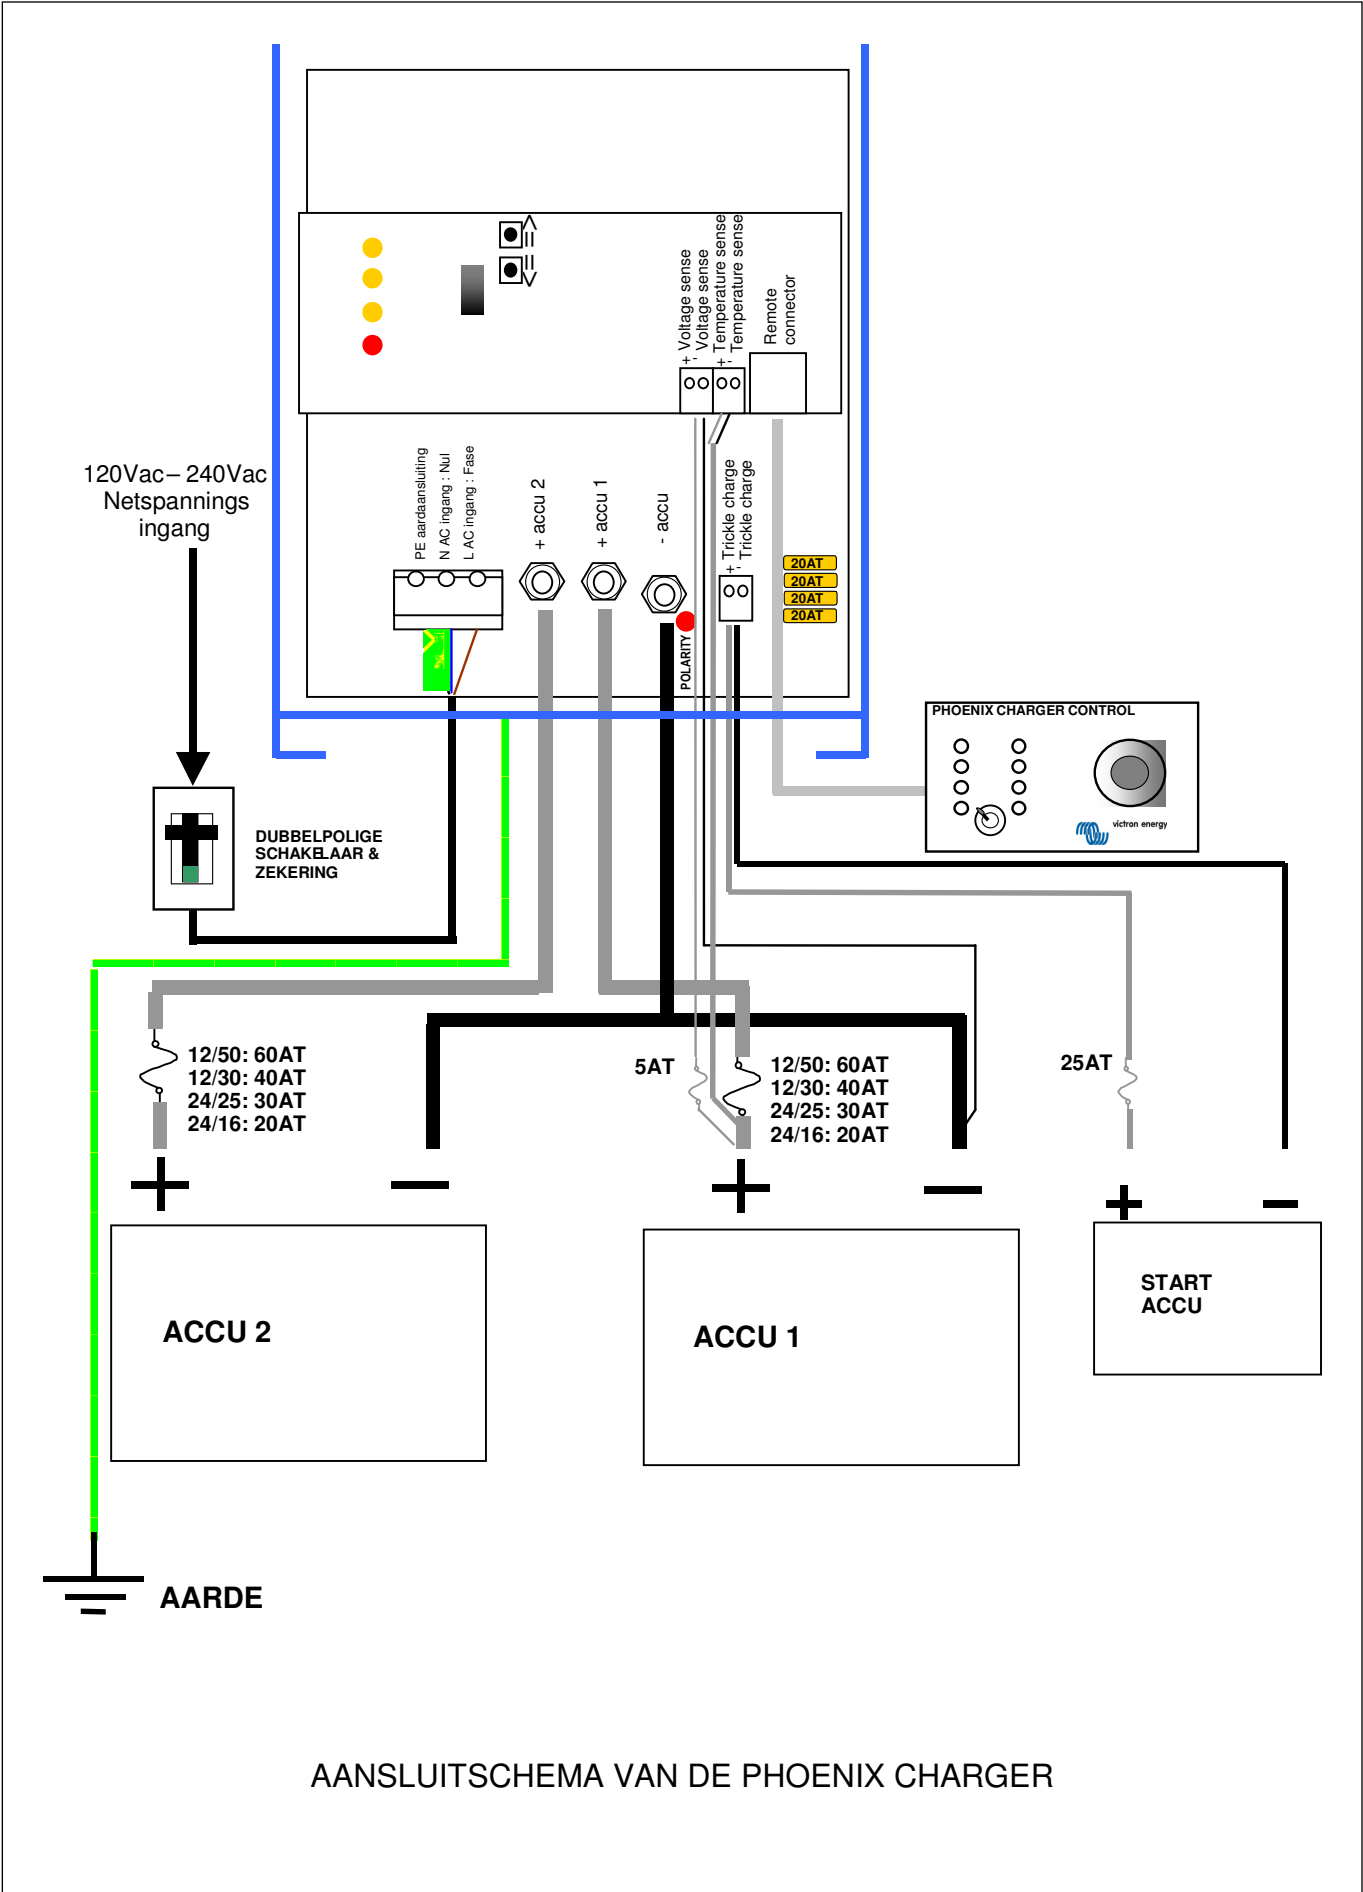 + Voltage sense
- Voltage sense
+ Temperature sense
- Temperature sense
Remote
connector
<=
=>
120Vac– 240Vac
Netspannings
ingang
PE aardaansluiting
N AC ingang : Nul
L AC ingang : Fase
+ accu 2
+ accu 1
- accu
+ Trickle charge
- Trickle charge
20AT
20AT
20AT
20AT
POLARITY
PHOENIX CHARGER CONTROL
victron energy
DUBBELPOLIGE
SCHAKELAAR &
ZEKERING
12/50: 60AT
12/30: 40AT
24/25: 30AT
24/16: 20AT
5AT
12/50: 60AT
12/30: 40AT
24/25: 30AT
24/16: 20AT
25AT
ACCU 2
ACCU 1
START
ACCU
AARDE
AANSLUITSCHEMA VAN DE PHOENIX CHARGER